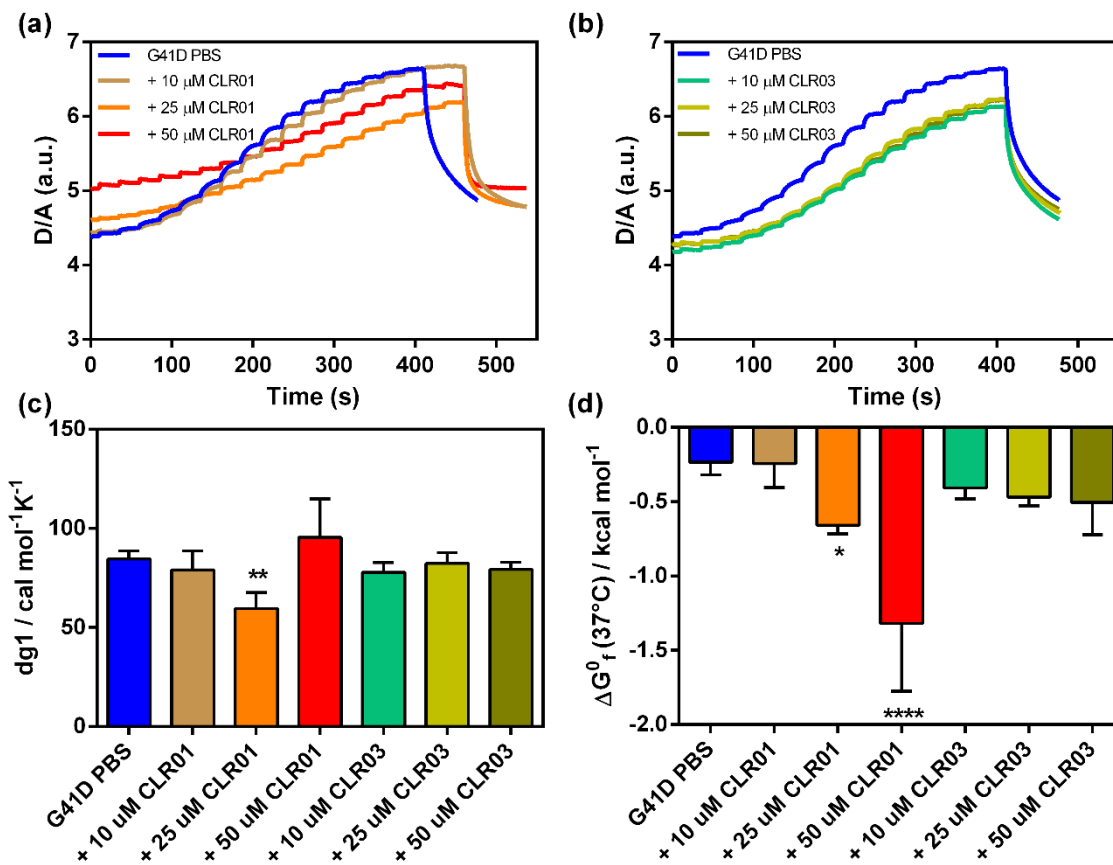 (a)
7
6
5
4
3
D/A (a.u.)
G41D PBS
+ 10 μM CLR01
+ 25 μM CLR01
+ 50 μM CLR01
0 100 200 300 400 500
Time (s)
(b)
7
6
5
4
3
D/A (a.u.)
G41D PBS
+ 10 μM CLR03
+ 25 μM CLR03
+ 50 μM CLR03
0 100 200 300 400 500
Time (s)
(c)
150
100
50
0
dg1 / cal mol⁻¹K⁻¹
**
G41D PBS
+ 10 uM CLR01
+ 25 uM CLR01
+ 50 uM CLR01
+ 10 uM CLR03
+ 25 uM CLR03
+ 50 uM CLR03
(d)
0.0
-0.5
-1.0
-1.5
-2.0
ΔG⁰f (37°C) / kcal mol⁻¹
*
****
G41D PBS
+ 10 uM CLR01
+ 25 uM CLR01
+ 50 uM CLR01
+ 10 uM CLR03
+ 25 uM CLR03
+ 50 uM CLR03